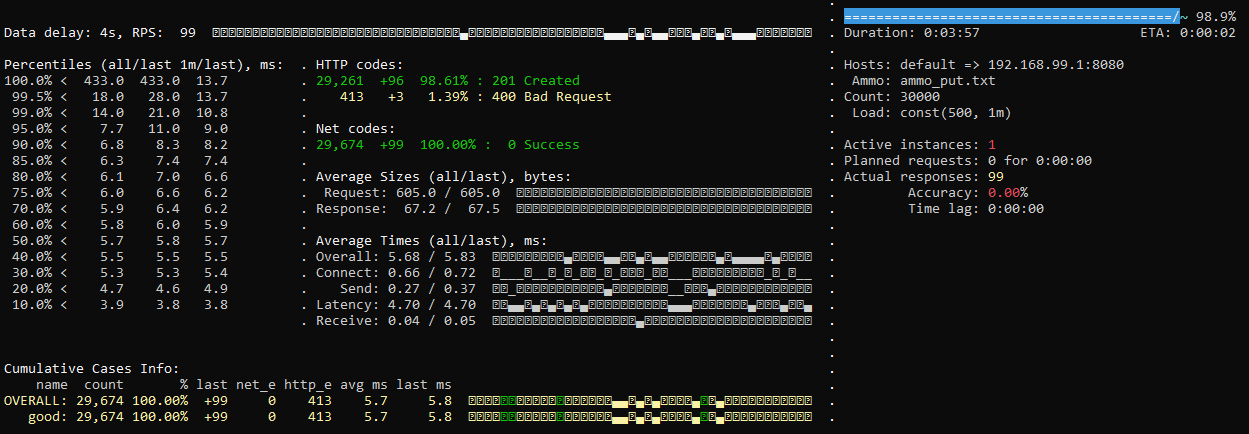 Data delay: 4s, RPS:  99
Percentiles (all/last 1m/last), ms:
100.0% <  433.0  433.0  13.7
99.5% <   18.0   28.0  13.7
99.0% <   14.0   21.0  10.8
95.0% <    7.7   11.0   9.0
90.0% <    6.8    8.3   8.2
85.0% <    6.3    7.4   7.4
80.0% <    6.1    7.0   6.6
75.0% <    6.0    6.6   6.2
70.0% <    5.9    6.4   6.2
60.0% <    5.8    6.0   5.9
50.0% <    5.7    5.8   5.7
40.0% <    5.5    5.5   5.5
30.0% <    5.3    5.3   5.4
20.0% <    4.7    4.6   4.9
10.0% <    3.9    3.8   3.8
HTTP codes:
29,261  +96  98.61% : 201 Created
413   +3   1.39% : 400 Bad Request
Net codes:
29,674  +99  100.00% :  0 Success
Average Sizes (all/last), bytes:
Request: 605.0 / 605.0
Response:  67.2 /  67.5
Average Times (all/last), ms:
Overall: 5.68 / 5.83
Connect: 0.66 / 0.72
Send: 0.27 / 0.37
Latency: 4.70 / 4.70
Receive: 0.04 / 0.05
Cumulative Cases Info:
name  count       %  last  net_e  http_e  avg ms  last ms
OVERALL: 29,674 100.00%  +99      0     413     5.7      5.8
good: 29,674 100.00%  +99      0     413     5.7      5.8
=========================================/~ 98.9%
Duration: 0:03:57  ETA: 0:00:02
Hosts: default => 192.168.99.1:8080
Ammo: ammo_put.txt
Count: 30000
Load: const(500, 1m)
Active instances: 1
Planned requests: 0 for 0:00:00
Actual responses: 99
Accuracy: 0.00%
Time lag: 0:00:00